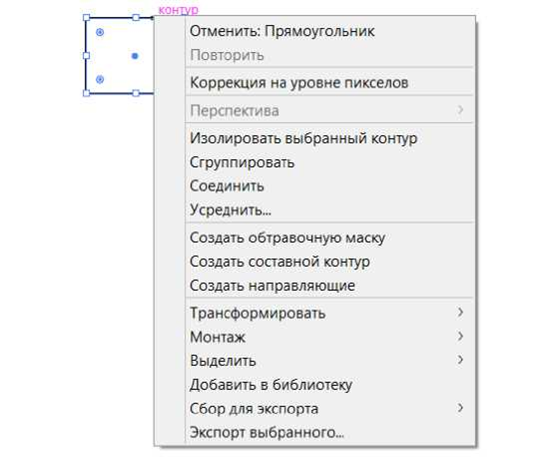 контур
Отменить: Прямоугольник
Повторить
Коррекция на уровне пикселов
Перспектива
Изолировать выбранный контур
Сгруппировать
Соединить
Усреднить...
Создать обтравочную маску
Создать составной контур
Создать направляющие
Трансформировать
Монтаж
Выделить
Добавить в библиотеку
Сбор для экспорта
Экспорт выбранного...